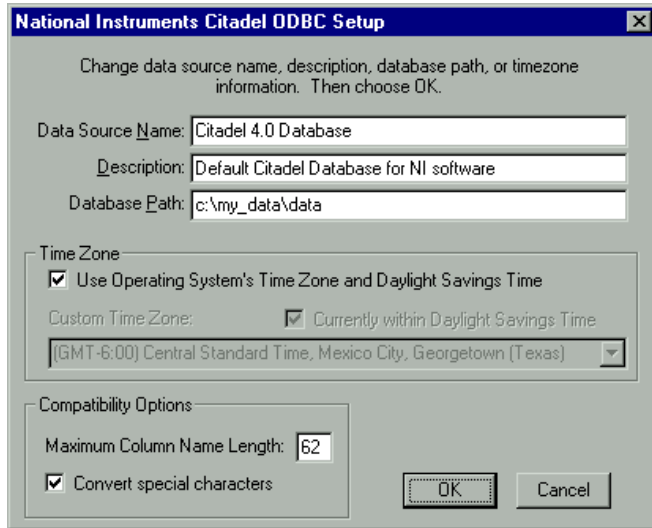 National Instruments Citadel ODBC Setup
Change data source name, description, database path, or timezone
information. Then choose OK.
Data Source Name: Citadel 4.0 Database
Description: Default Citadel Database for NI software
Database Path: c:\my_data\data
Time Zone
Use Operating System's Time Zone and Daylight Savings Time
Custom Time Zone: Currently within Daylight Savings Time
(GMT-6:00) Central Standard Time, Mexico City, Georgetown (Texas)
Compatibility Options
Maximum Column Name Length: 62
Convert special characters
OK Cancel